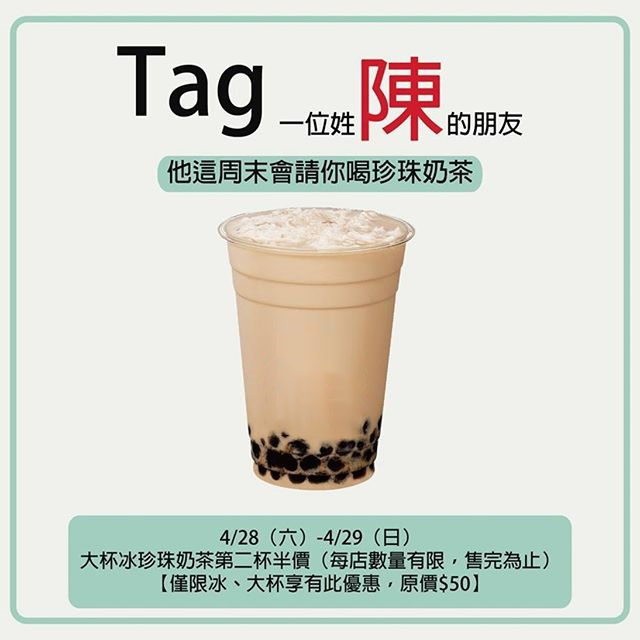 Tag 一位姓陳的朋友
他這周末會請你喝珍珠奶茶
4/28（六）-4/29（日）
大杯冰珍珠奶茶第二杯半價（每店數量有限，售完為止）
【僅限冰、大杯享有此優惠，原價$50】